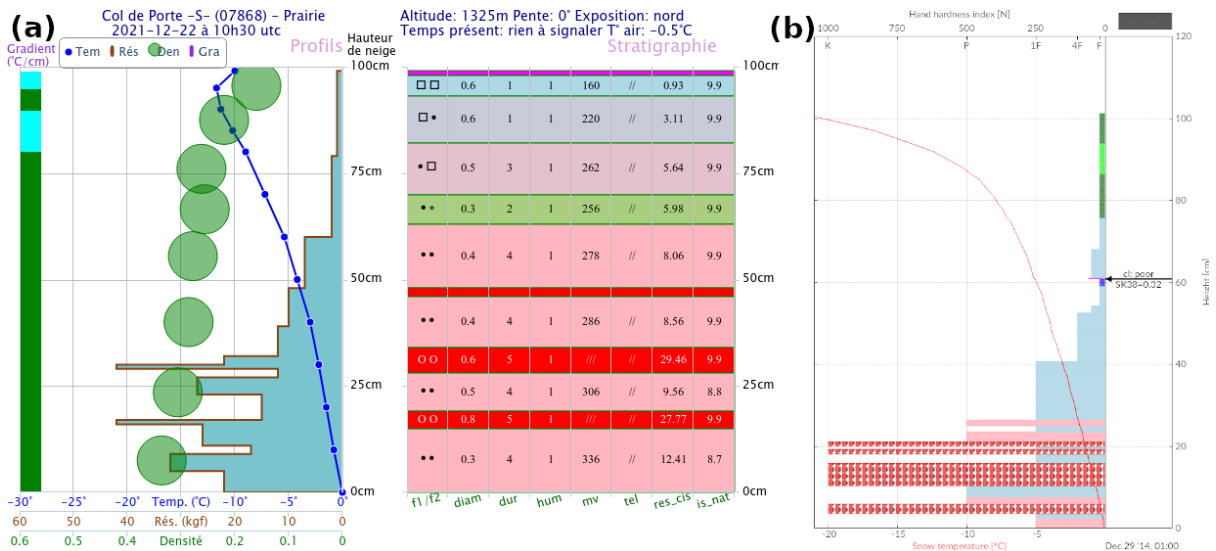 (a)
Col de Porte -S- (07868) - Prairie
2021-12-22 à 10h30 utc
Altitude: 1325m Pente: 0° Exposition: nord
Temps présent: rien à signaler T° air: -0.5°C
Gradient
(°C/cm)
Tem Rés Den Gra
Profils
Hauteur
de neige
Stratigraphie
100cm
75cm
50cm
25cm
0cm
0.6 1 1 160 // 0.93 9.9
0.6 1 1 220 // 3.11 9.9
0.5 3 1 262 // 5.64 9.9
0.3 2 1 256 // 5.98 9.9
0.4 4 1 278 // 8.06 9.9
0.4 4 1 286 // 8.56 9.9
0.6 5 1 /// // 29.46 9.9
0.5 4 1 306 // 9.56 8.8
0.8 5 1 /// // 27.77 9.9
0.3 4 1 336 // 12.41 8.7
f1/f2 diam dur hum mv tel res_cis is_nat
-30° -20° Temp. (°C) -10° -5° 0°
60 50 40 Rés. (kgf) 20 10 0
0.6 0.5 0.4 Densité 0.2 0.1 0
(b)
Hand hardness index [N]
1000 750 500 250 0
K P 1F 4F F
120
100
80
60
40
20
0
Height [cm]
cl: poor
SK38=0.32
-20 -15 -10 -5 0
Snow temperature [°C]
Dec 29 '14, 01:00